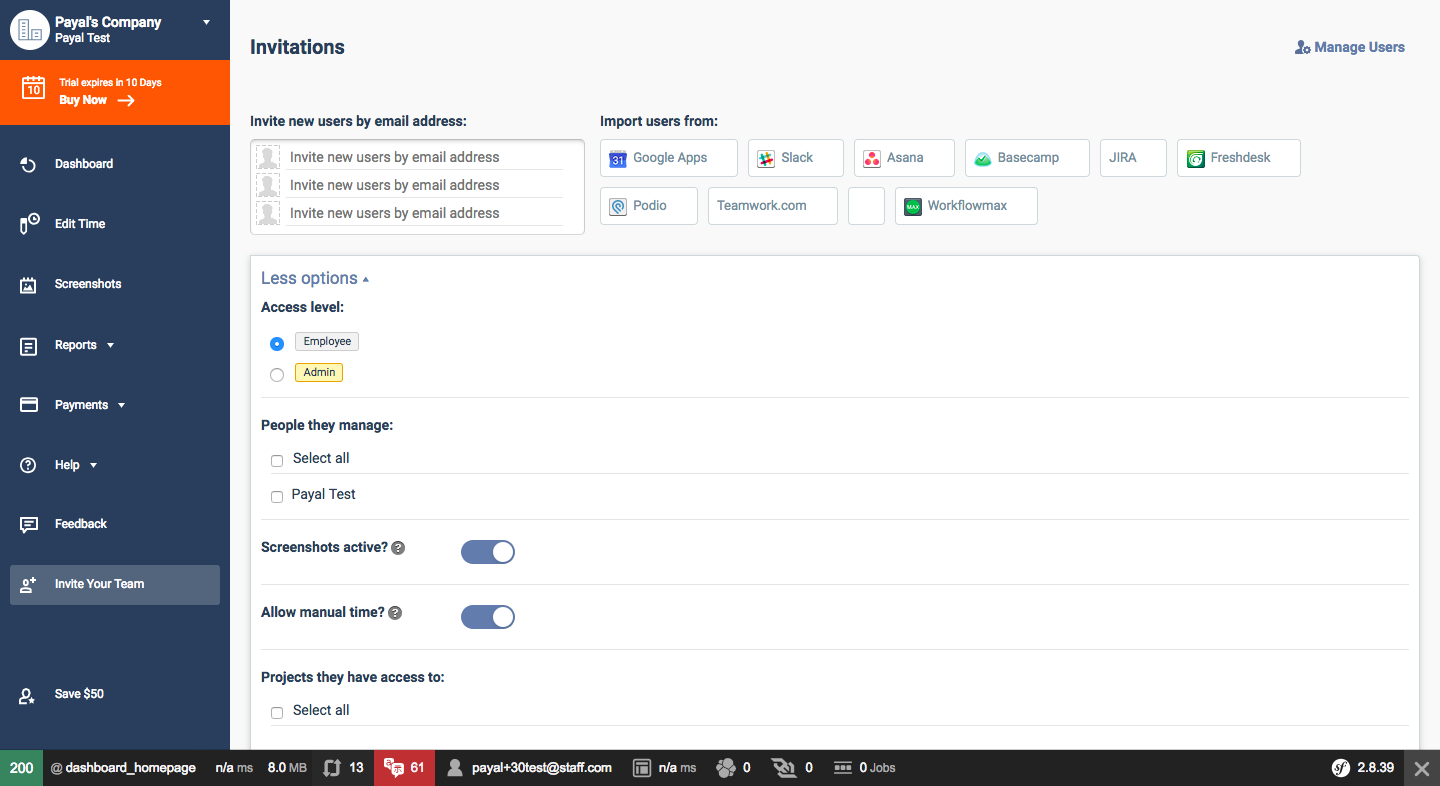 Payal's Company
Payal Test
10
Trial expires in 10 Days
Buy Now
Dashboard
Edit Time
Screenshots
Reports
Payments
Help
Feedback
Invite Your Team
Save $50
Invitations
Manage Users
Invite new users by email address:
Invite new users by email address
Invite new users by email address
Invite new users by email address
Import users from:
31 Google Apps Slack Asana Basecamp JIRA Freshdesk
Podio Teamwork.com MAX Workflowmax
Less options
Access level:
Employee
Admin
People they manage:
Select all
Payal Test
Screenshots active? ?
Allow manual time? ?
Projects they have access to:
Select all
200 @ dashboard_homepage n/a ms 8.0 MB 13 61 payal+30test@staff.com n/a ms 0 0 0 Jobs sf 2.8.39